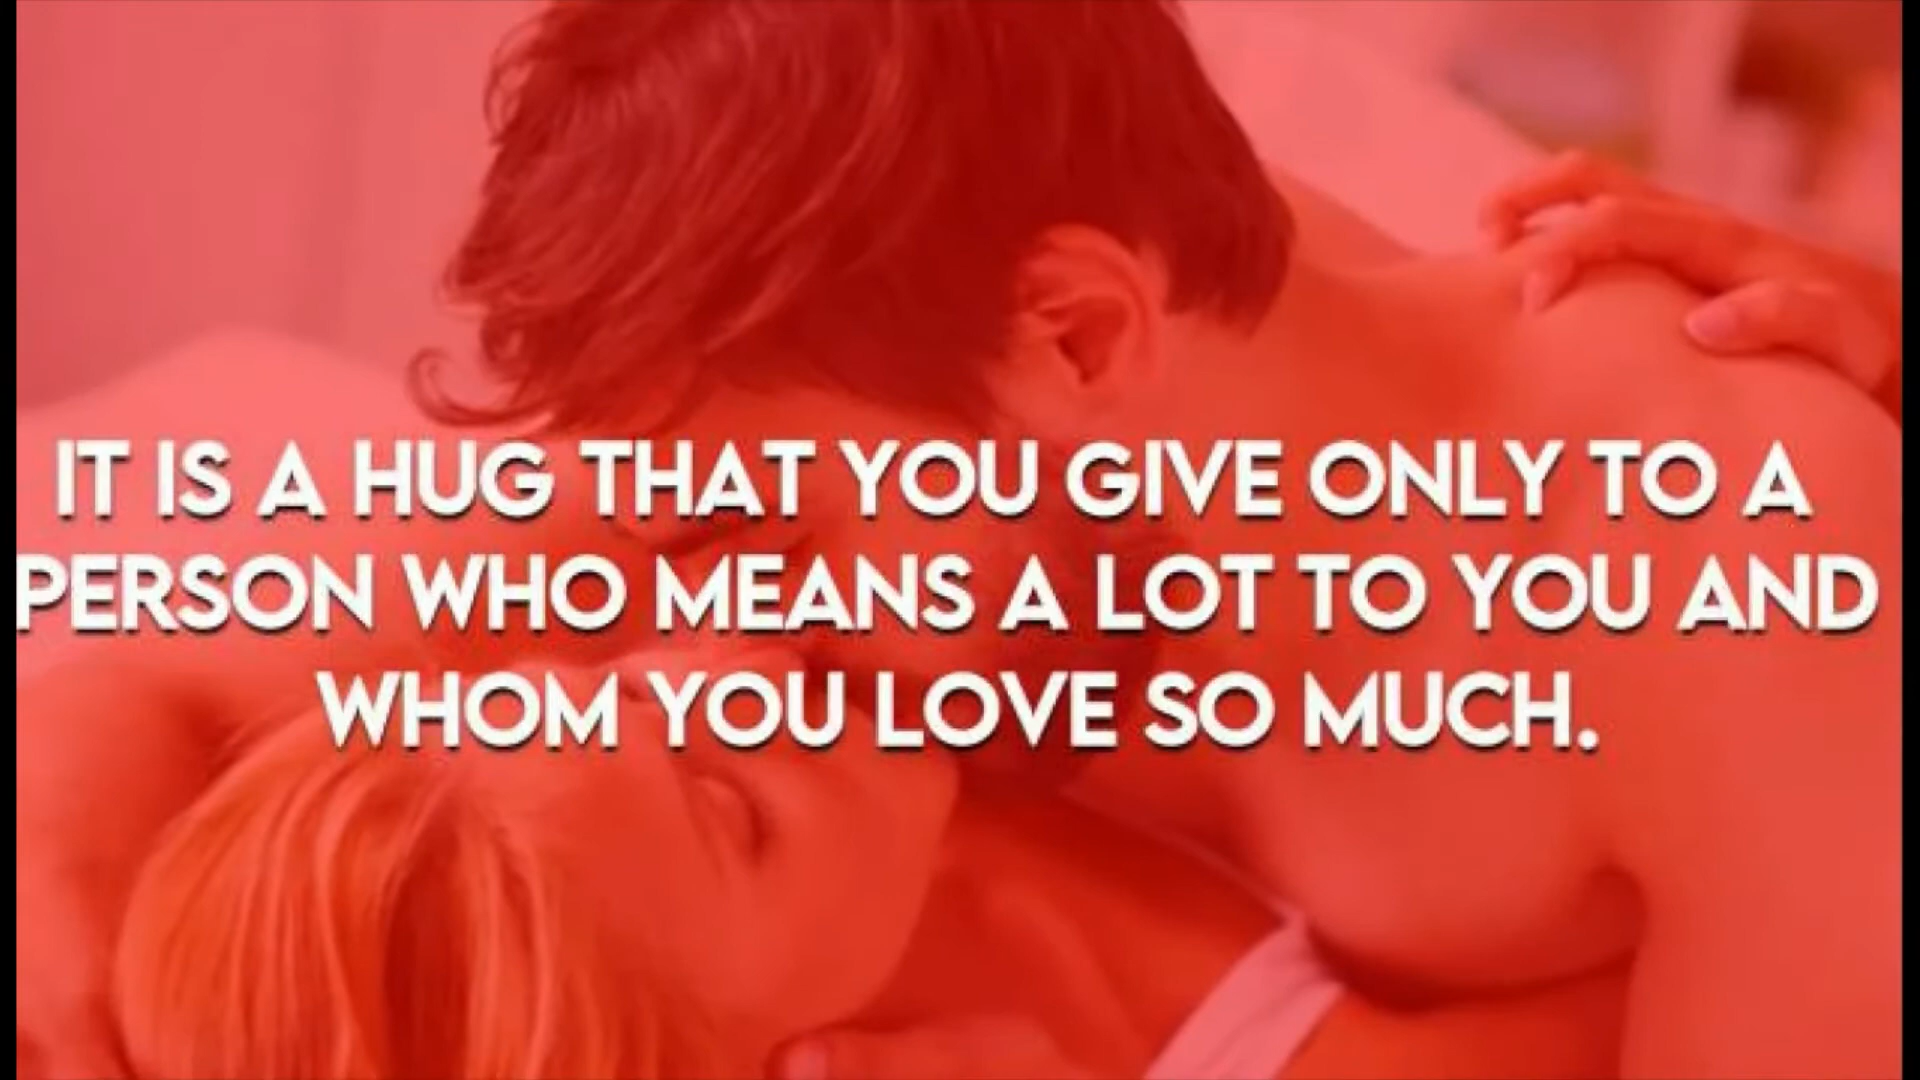 IT IS A HUG THAT YOU GIVE ONLY TO A
PERSON WHO MEANS A LOT TO YOU AND
WHOM YOU LOVE SO MUCH.